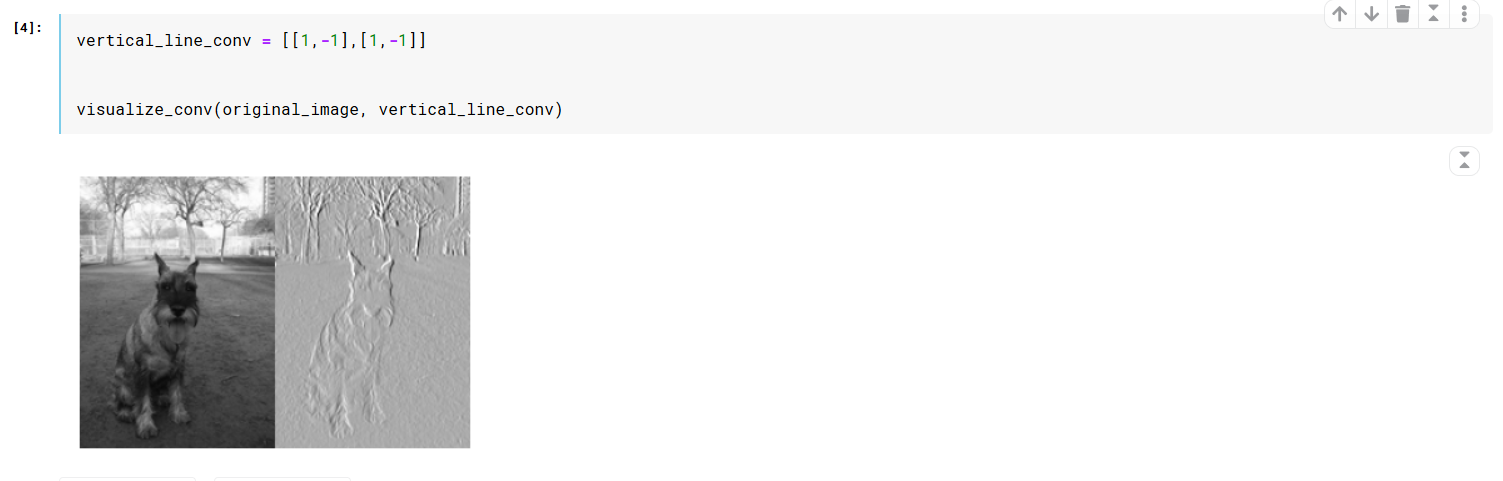 [4]:
vertical_line_conv = [[1,-1],[1,-1]]
visualize_conv(original_image, vertical_line_conv)